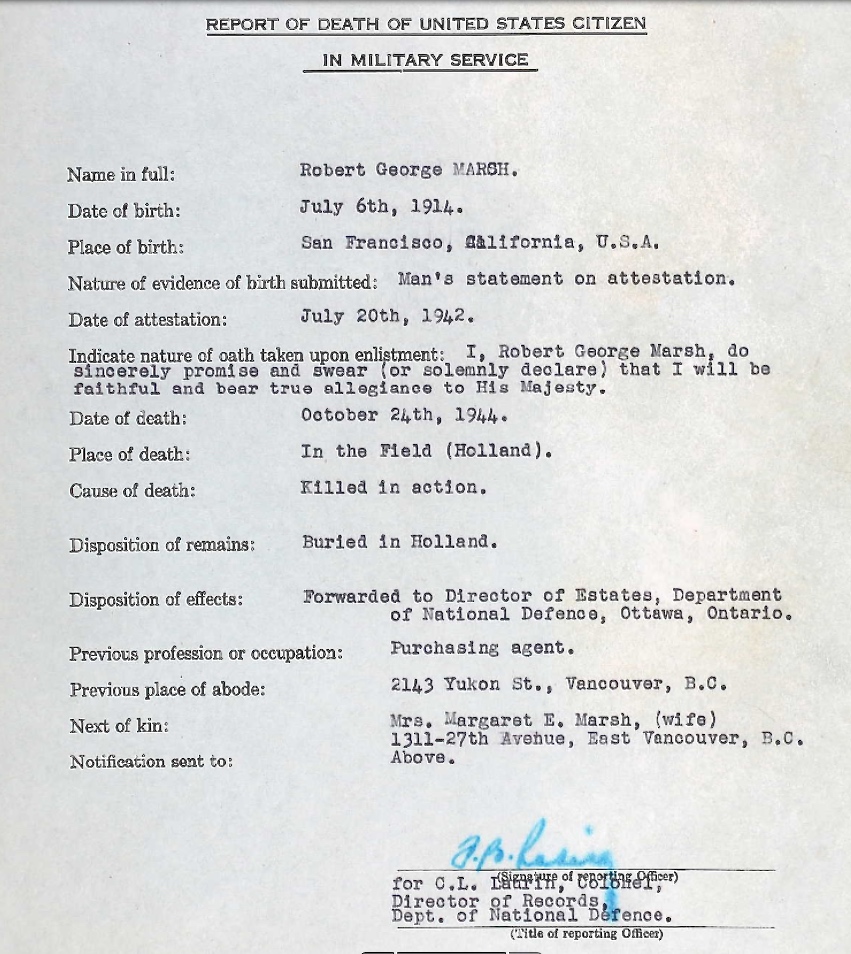 REPORT OF DEATH OF UNITED STATES CITIZEN
IN MILITARY SERVICE
Name in full: Robert George MARSH.
Date of birth: July 6th, 1914.
Place of birth: San Francisco, California, U.S.A.
Nature of evidence of birth submitted: Man's statement on attestation.
Date of attestation: July 20th, 1942.
Indicate nature of oath taken upon enlistment: I, Robert George Marsh, do
sincerely promise and swear (or solemnly declare) that I will be
faithful and bear true allegiance to His Majesty.
Date of death: October 24th, 1944.
Place of death: In the Field (Holland).
Cause of death: Killed in action.
Disposition of remains: Buried in Holland.
Disposition of effects: Forwarded to Director of Estates, Department
of National Defence, Ottawa, Ontario.
Previous profession or occupation: Purchasing agent.
Previous place of abode: 2143 Yukon St., Vancouver, B.C.
Next of kin: Mrs. Margaret E. Marsh, (wife)
1311-27th Avenue, East Vancouver, B.C.
Notification sent to: Above.
(Signature of reporting Officer)
for C.L. Laurin, Colonel,
Director of Records,
Dept. of National Defence.
(Title of reporting Officer)